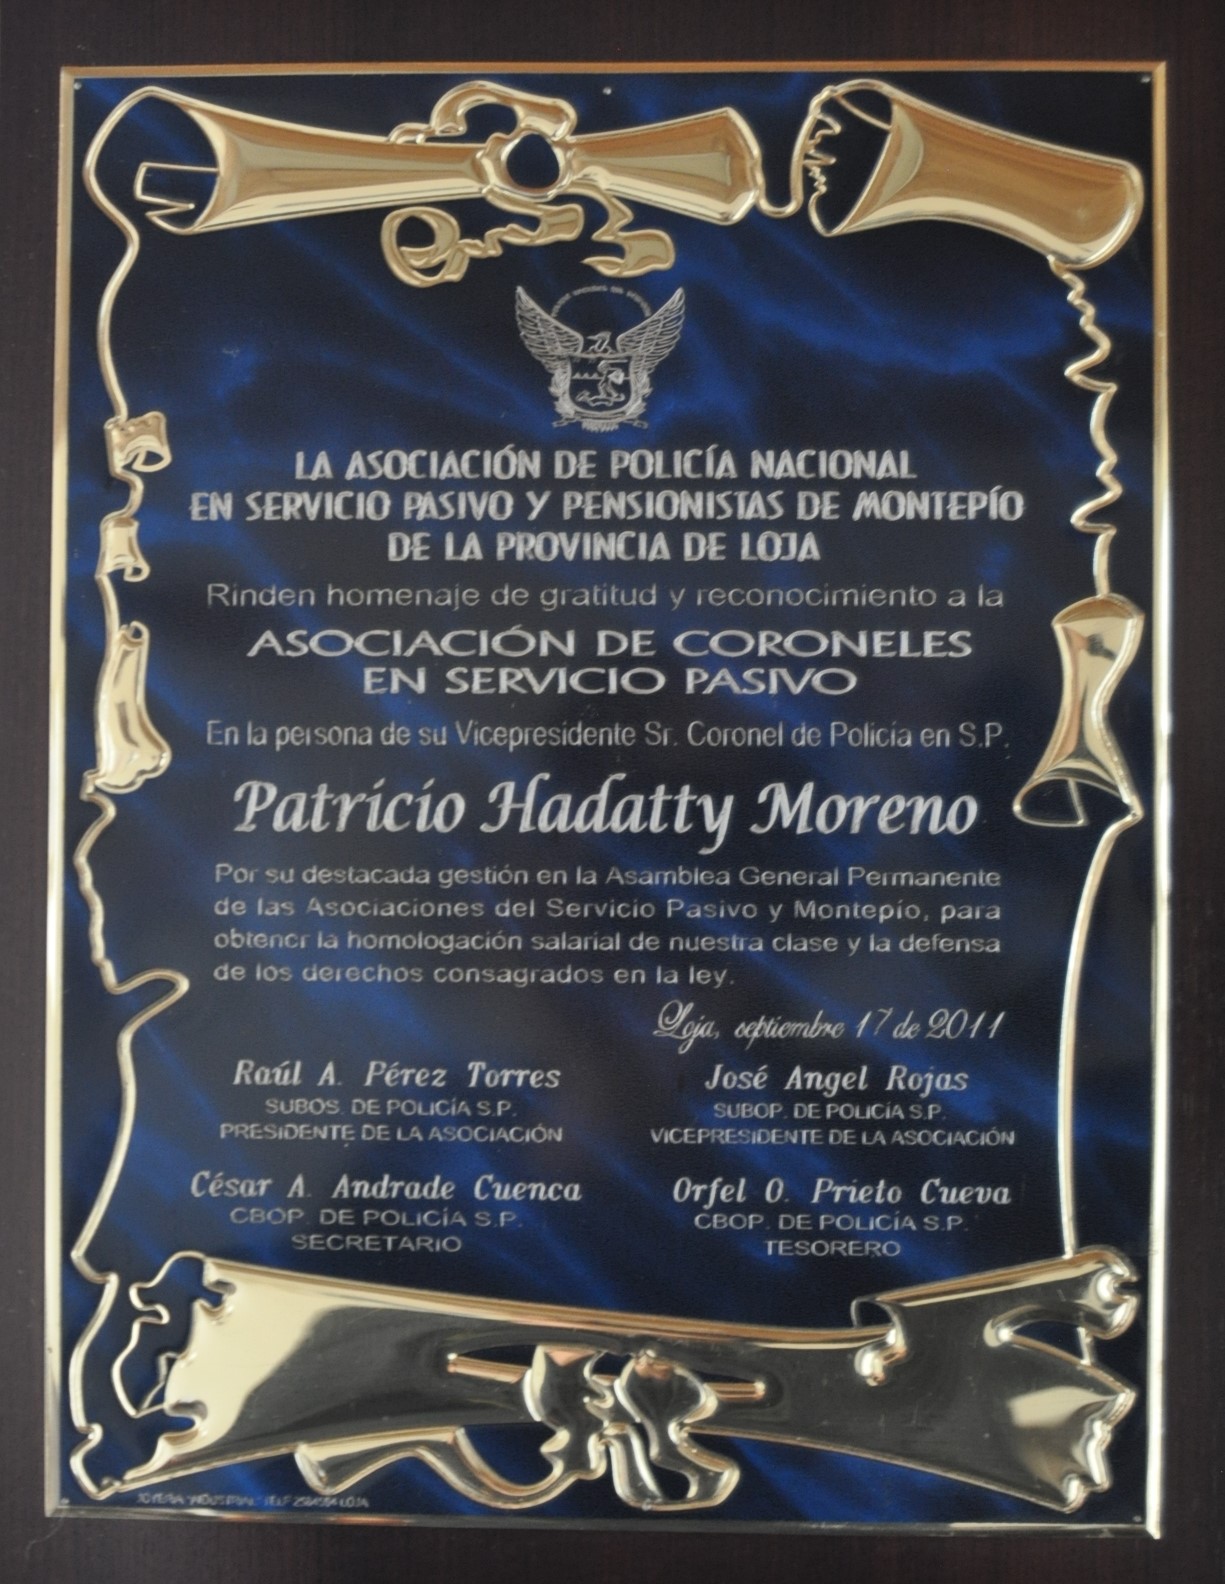 LA ASOCIACIÓN DE POLICÍA NACIONAL
EN SERVICIO PASIVO Y PENSIONISTAS DE MONTEPÍO
DE LA PROVINCIA DE LOJA
Rinden homenaje de gratitud y reconocimiento a la
ASOCIACIÓN DE CORONELES
EN SERVICIO PASIVO
En la persona de su Vicepresidente Sr. Coronel de Policía en S.P.
Patricio Hadatty Moreno
Por su destacada gestión en la Asamblea General Permanente
de las Asociaciones del Servicio Pasivo y Montepío, para
obtener la homologación salarial de nuestra clase y la defensa
de los derechos consagrados en la ley.
Loja, septiembre 17 de 2011
Raúl A. Pérez Torres
SUBOS. DE POLICÍA S.P.
PRESIDENTE DE LA ASOCIACIÓN
José Angel Rojas
SUBOP. DE POLICÍA S.P.
VICEPRESIDENTE DE LA ASOCIACIÓN
César A. Andrade Cuenca
CBOP. DE POLICÍA S.P.
SECRETARIO
Orfel O. Prieto Cueva
CBOP. DE POLICÍA S.P.
TESORERO
JOYERIA "INDUSTRIAL" TELF LOJA